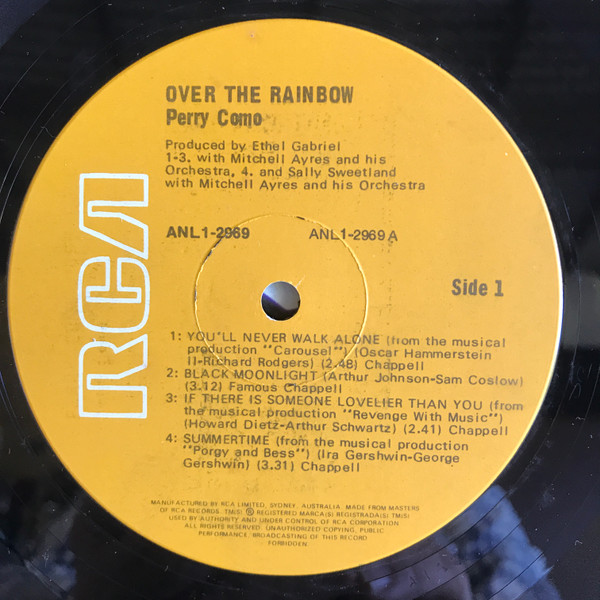 OVER THE RAINBOW
Perry Como
Produced by Ethel Gabriel
1-3, with Mitchell Ayres and his
Orchestra, 4. and Sally Sweetland
with Mitchell Ayres and his Orchestra
RCA
ANL1-2969
ANL1-2969 A
Side 1
1: YOU'LL NEVER WALK ALONE (from the musical
production "Carousel") (Oscar Hammerstein
II-Richard Rodgers) (2.48) Chappell
2: BLACK MOONLIGHT (Arthur Johnson-Sam Coslow)
(3.12) Famous Chappell
3: IF THERE IS SOMEONE LOVELIER THAN YOU (from
the musical production "Revenge With Music")
(Howard Dietz-Arthur Schwartz) (2.41) Chappell
4: SUMMERTIME (from the musical production
"Porgy and Bess") (Ira Gershwin-George
Gershwin) (3.31) Chappell
MANUFACTURED BY RCA LIMITED, SYDNEY, AUSTRALIA. MADE FROM MASTERS
OF RCA RECORDS. TM(S) ® REGISTERED MARCA(S) REGISTRADA(S) TM(S)
USED BY AUTHORITY AND UNDER CONTROL OF RCA CORPORATION
ALL RIGHTS RESERVED. UNAUTHORIZED COPYING, PUBLIC
PERFORMANCE, BROADCASTING OF THIS RECORD
FORBIDDEN